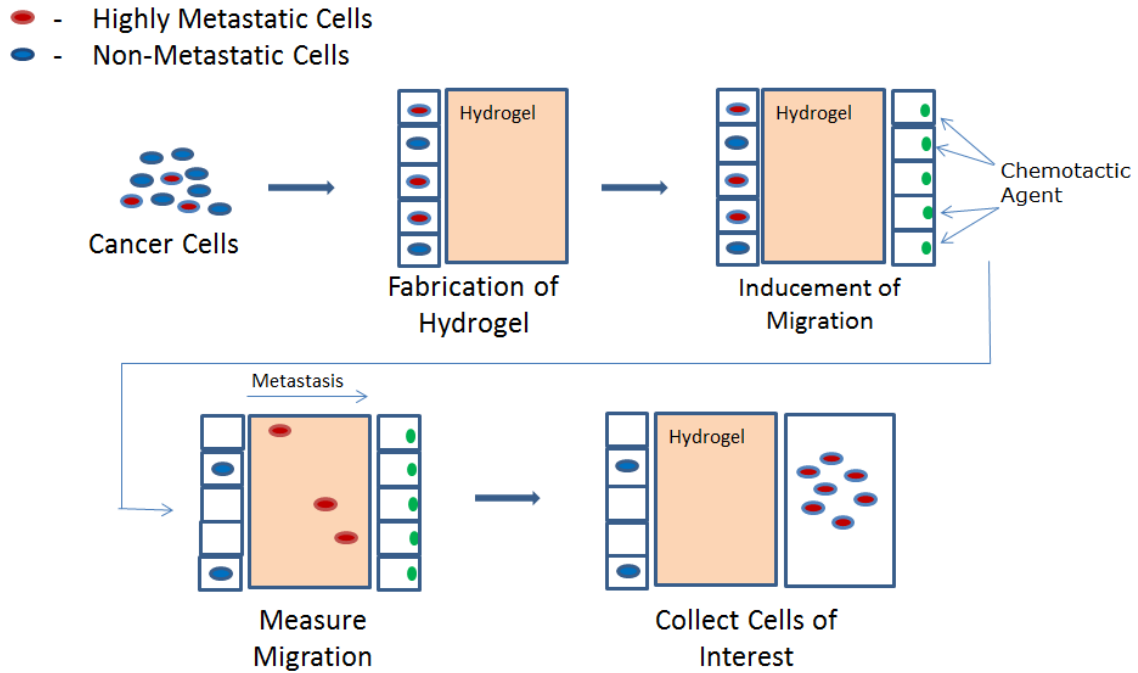 - Highly Metastatic Cells
- Non-Metastatic Cells
Cancer Cells
Hydrogel
Fabrication of
Hydrogel
Hydrogel
Inducement of
Migration
Chemotactic
Agent
Metastasis
Measure
Migration
Hydrogel
Collect Cells of
Interest